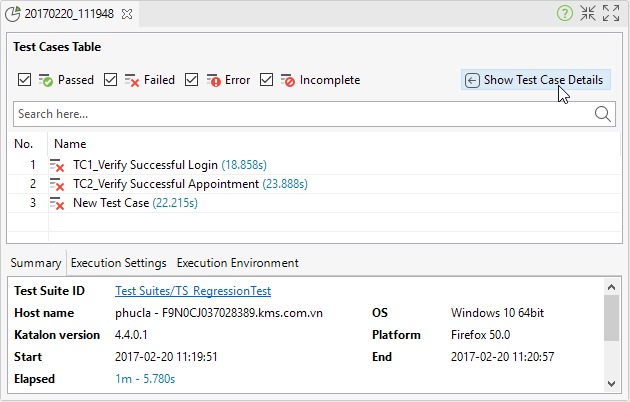 20170220_111948
Test Cases Table
Passed Failed Error Incomplete Show Test Case Details
Search here...
No. Name
1 TC1_Verify Successful Login (18.858s)
2 TC2_Verify Successful Appointment (23.888s)
3 New Test Case (22.215s)
Summary Execution Settings Execution Environment
Test Suite ID Test Suites/TS_RegressionTest
Host name phucla - F9N0CJ037028389.kms.com.vn OS Windows 10 64bit
Katalon version 4.4.0.1 Platform Firefox 50.0
Start 2017-02-20 11:19:51 End 2017-02-20 11:20:57
Elapsed 1m - 5.780s